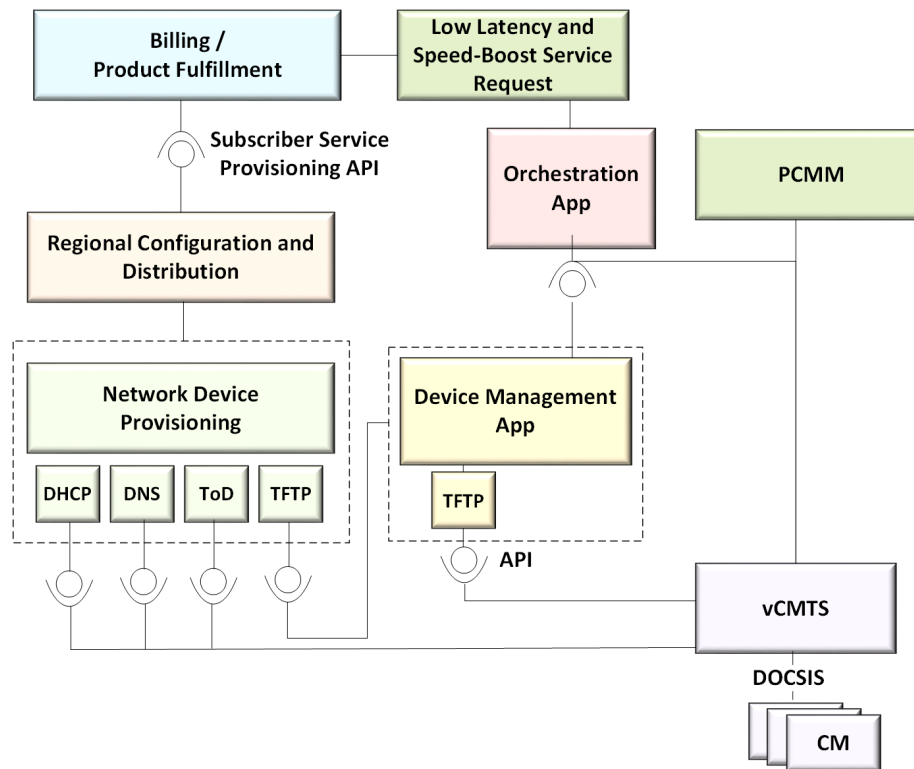 Billing /
Product Fulfillment
Low Latency and
Speed-Boost Service
Request
Subscriber Service
Provisioning API
Orchestration
App
PCMM
Regional Configuration and
Distribution
Network Device
Provisioning
Device Management
App
DHCP
DNS
ToD
TFTP
TFTP
API
vCMTS
DOCSIS
CM